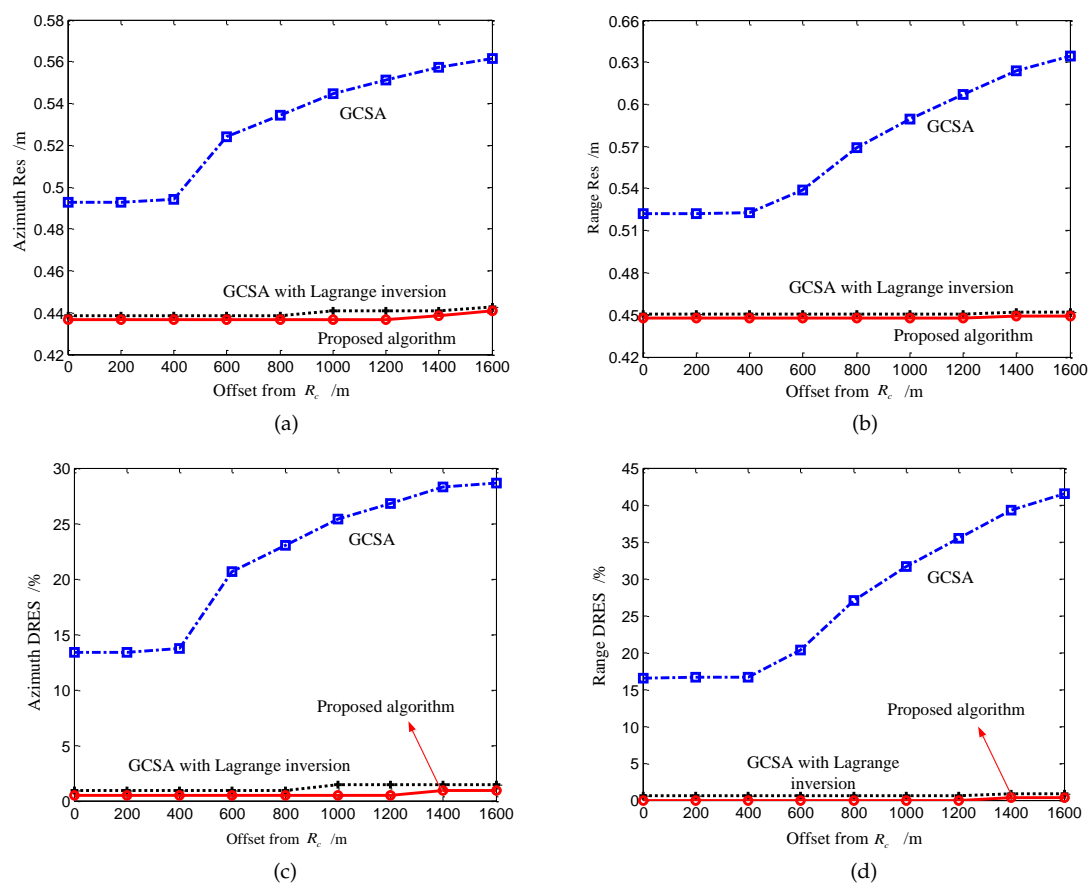 0.58
0.56
0.54
0.52
0.5
0.48
0.46
0.44
0.42
Azimuth Res /m
GCSA
GCSA with Lagrange inversion
Proposed algorithm
0 200 400 600 800 1000 1200 1400 1600
Offset from R_c /m
(a)
0.66
0.63
0.6
0.57
0.54
0.51
0.48
0.45
0.42
Range Res /m
GCSA
GCSA with Lagrange inversion
Proposed algorithm
0 200 400 600 800 1000 1200 1400 1600
Offset from R_c /m
(b)
30
25
20
15
10
5
0
Azimuth DRES /%
GCSA
Proposed algorithm
GCSA with Lagrange inversion
0 200 400 600 800 1000 1200 1400 1600
Offset from R_c /m
(c)
45
40
35
30
25
20
15
10
5
0
Range DRES /%
GCSA
Proposed algorithm
GCSA with Lagrange
inversion
0 200 400 600 800 1000 1200 1400 1600
Offset from R_c /m
(d)